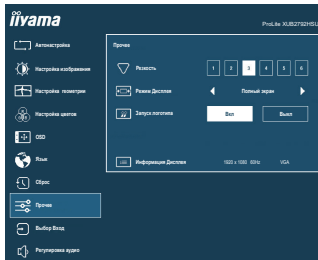 iiyama
ProLite XUB2792HSU
Автонастройка
Настройка изображения
Настройка геометрии
Настройка цветов
OSD
Язык
Сброс
Прочее
Выбор Входа
Регулировка аудио
Прочее
Резкость
1 2 3 4 5 6
Режим Дисплея
Полный экран
Запуск логотипа
Вкл
Выкл
Информация Дисплея
1920 x 1080 60Hz VGA